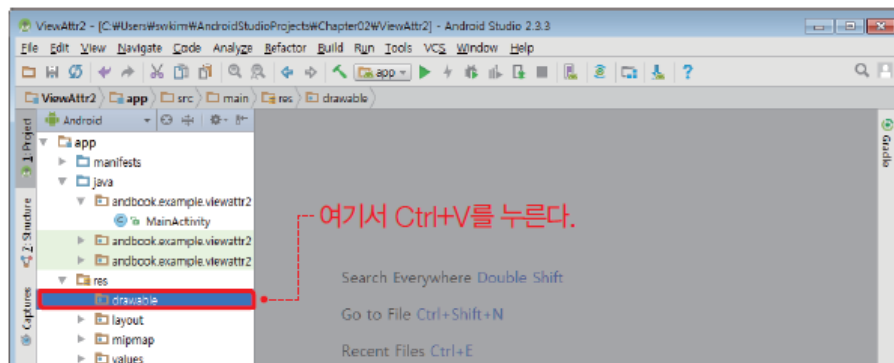 ViewAttr2 - [C:₩Users₩swkim₩AndroidStudioProjects₩Chapter02₩ViewAttr2] - Android Studio 2.3.3
File Edit View Navigate Code Analyze Refactor Build Run Tools VCS Window Help
app
ViewAttr2 app src main res drawable
Android
1: Project
Gradle
app
manifests
java
andbook.example.viewattr2
MainActivity
andbook.example.viewattr2
andbook.example.viewattr2
res
drawable
layout
mipmap
values
Z: Structure
Captures
여기서 Ctrl+V를 누른다.
Search Everywhere Double Shift
Go to File Ctrl+Shift+N
Recent Files Ctrl+E